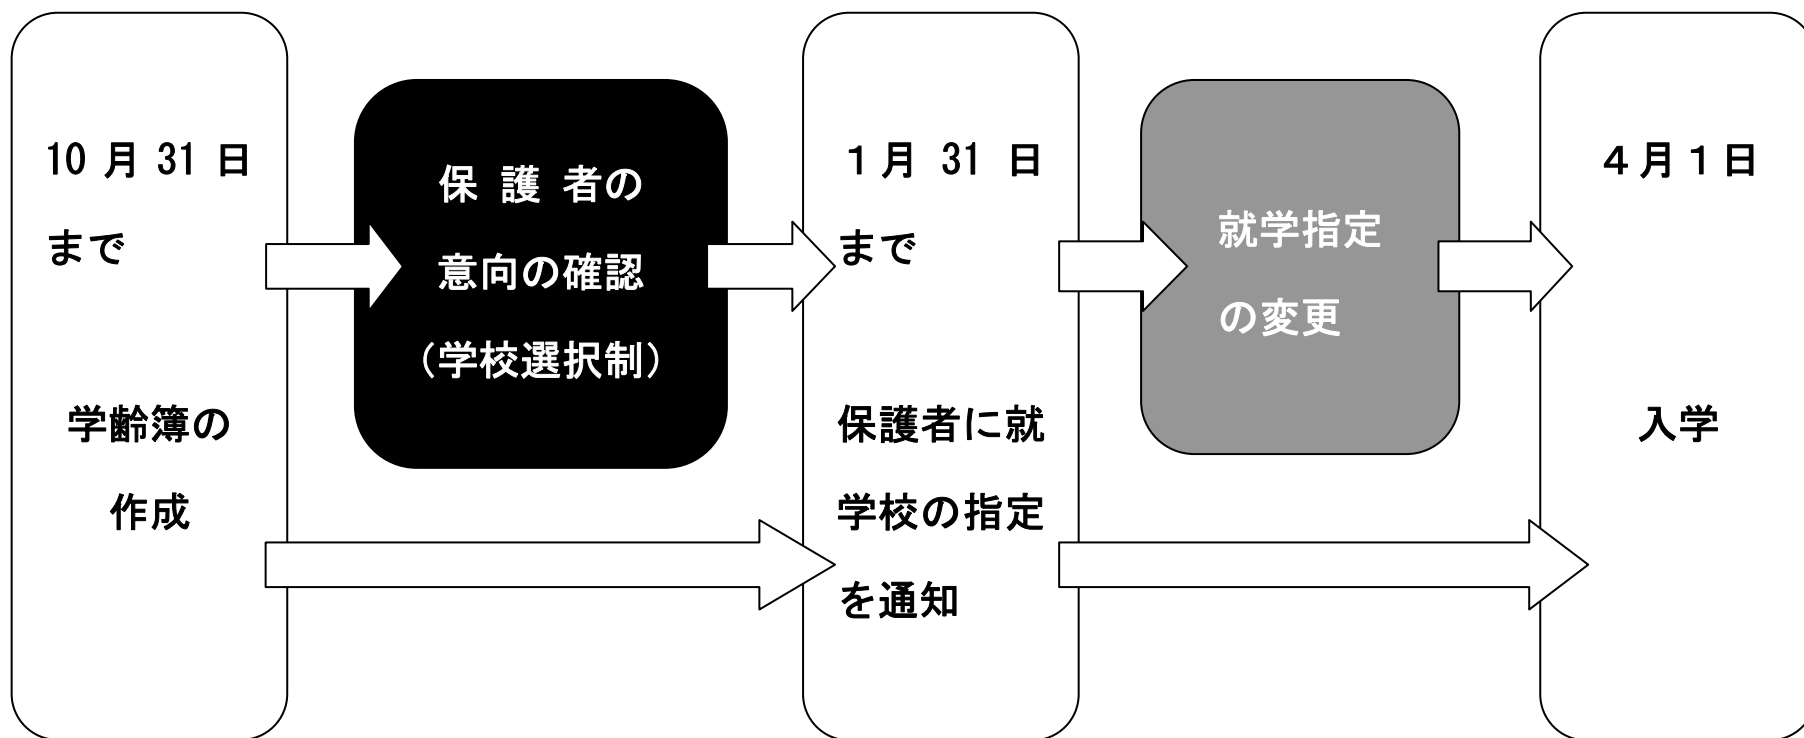 10 月 31 日
まで
学齢簿の
作成
保 護 者の
意向の確認
（学校選択制）
1 月 31 日
まで
保護者に就
学校の指定
を通知
就学指定
の変更
４月１日
入学